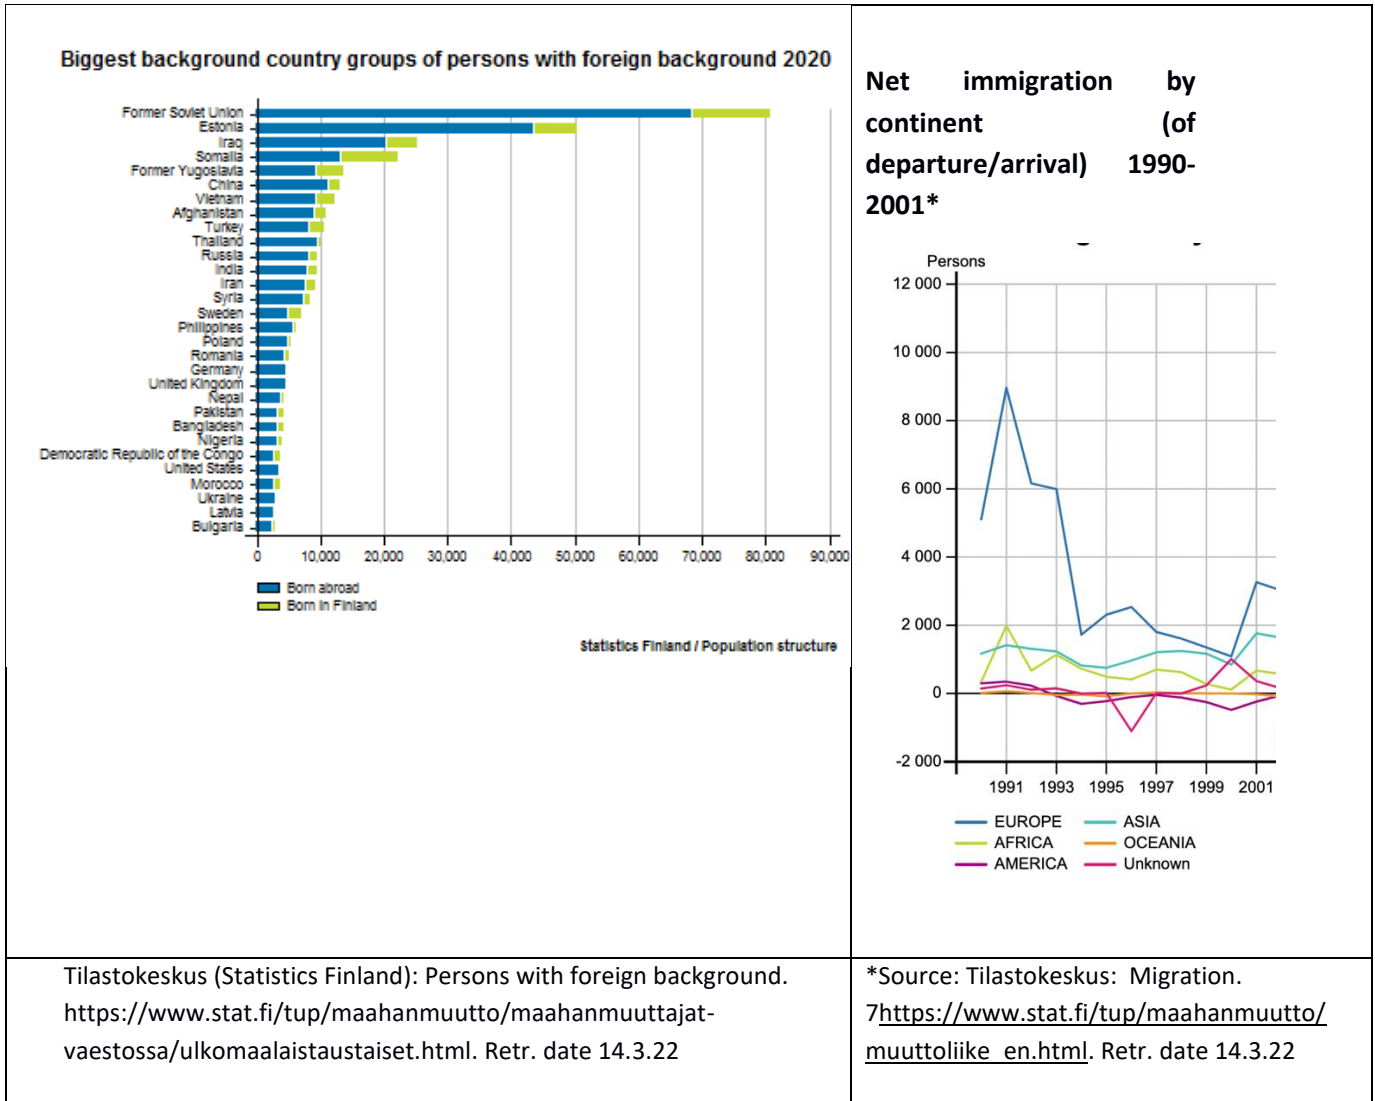 Biggest background country groups of persons with foreign background 2020
Former Soviet Union
Estonia
Iraq
Somalia
Former Yugoslavia
China
Vietnam
Afghanistan
Turkey
Thailand
Russia
India
Iran
Syria
Sweden
Philippines
Poland
Romania
Germany
United Kingdom
Nepal
Pakistan
Bangladesh
Nigeria
Democratic Republic of the Congo
United States
Morocco
Ukraine
Latvia
Bulgaria
0 10,000 20,000 30,000 40,000 50,000 60,000 70,000 80,000 90,000
Born abroad
Born in Finland
Statistics Finland / Population structure
Net immigration by
continent (of
departure/arrival) 1990-
2001*
Persons
12 000
10 000
8 000
6 000
4 000
2 000
0
-2 000
1991 1993 1995 1997 1999 2001
EUROPE ASIA
AFRICA OCEANIA
AMERICA Unknown
Tilastokeskus (Statistics Finland): Persons with foreign background.
https://www.stat.fi/tup/maahanmuutto/maahanmuuttajat-
vaestossa/ulkomaalaistaustaiset.html. Retr. date 14.3.22
*Source: Tilastokeskus: Migration.
7https://www.stat.fi/tup/maahanmuutto/
muuttoliike_en.html. Retr. date 14.3.22